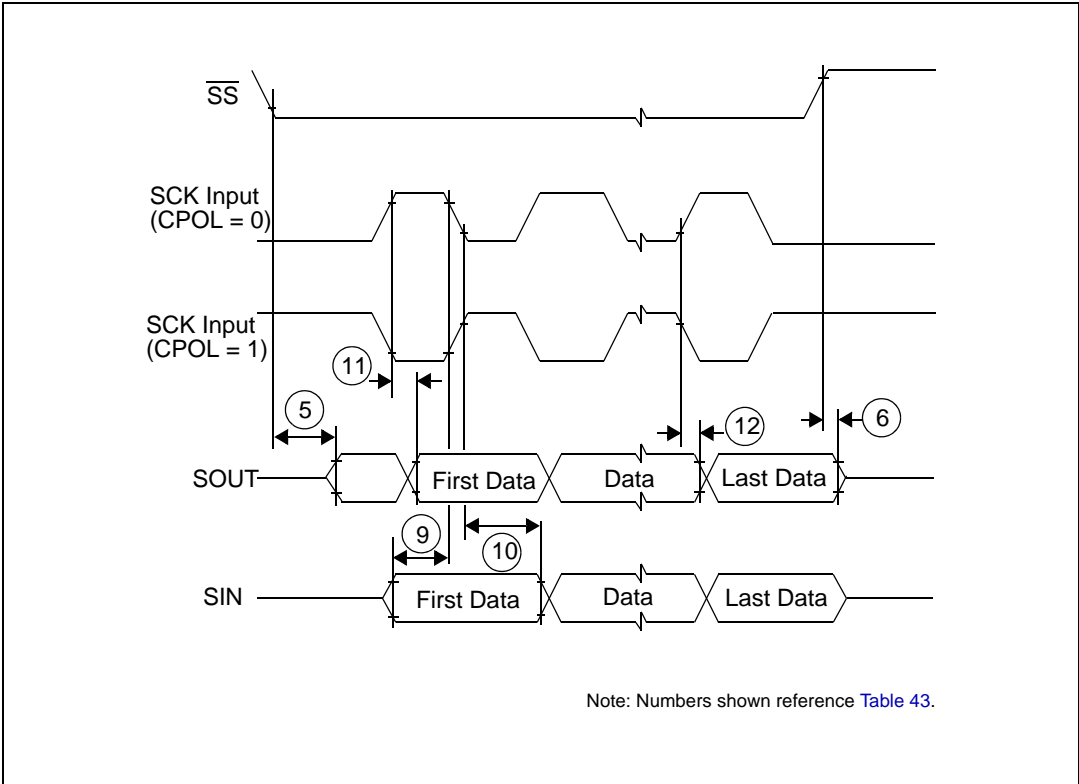 SS
SCK Input
(CPOL = 0)
SCK Input
(CPOL = 1)
11
5
12
6
SOUT
First Data
Data
Last Data
9
10
SIN
First Data
Data
Last Data
Note: Numbers shown reference Table 43.